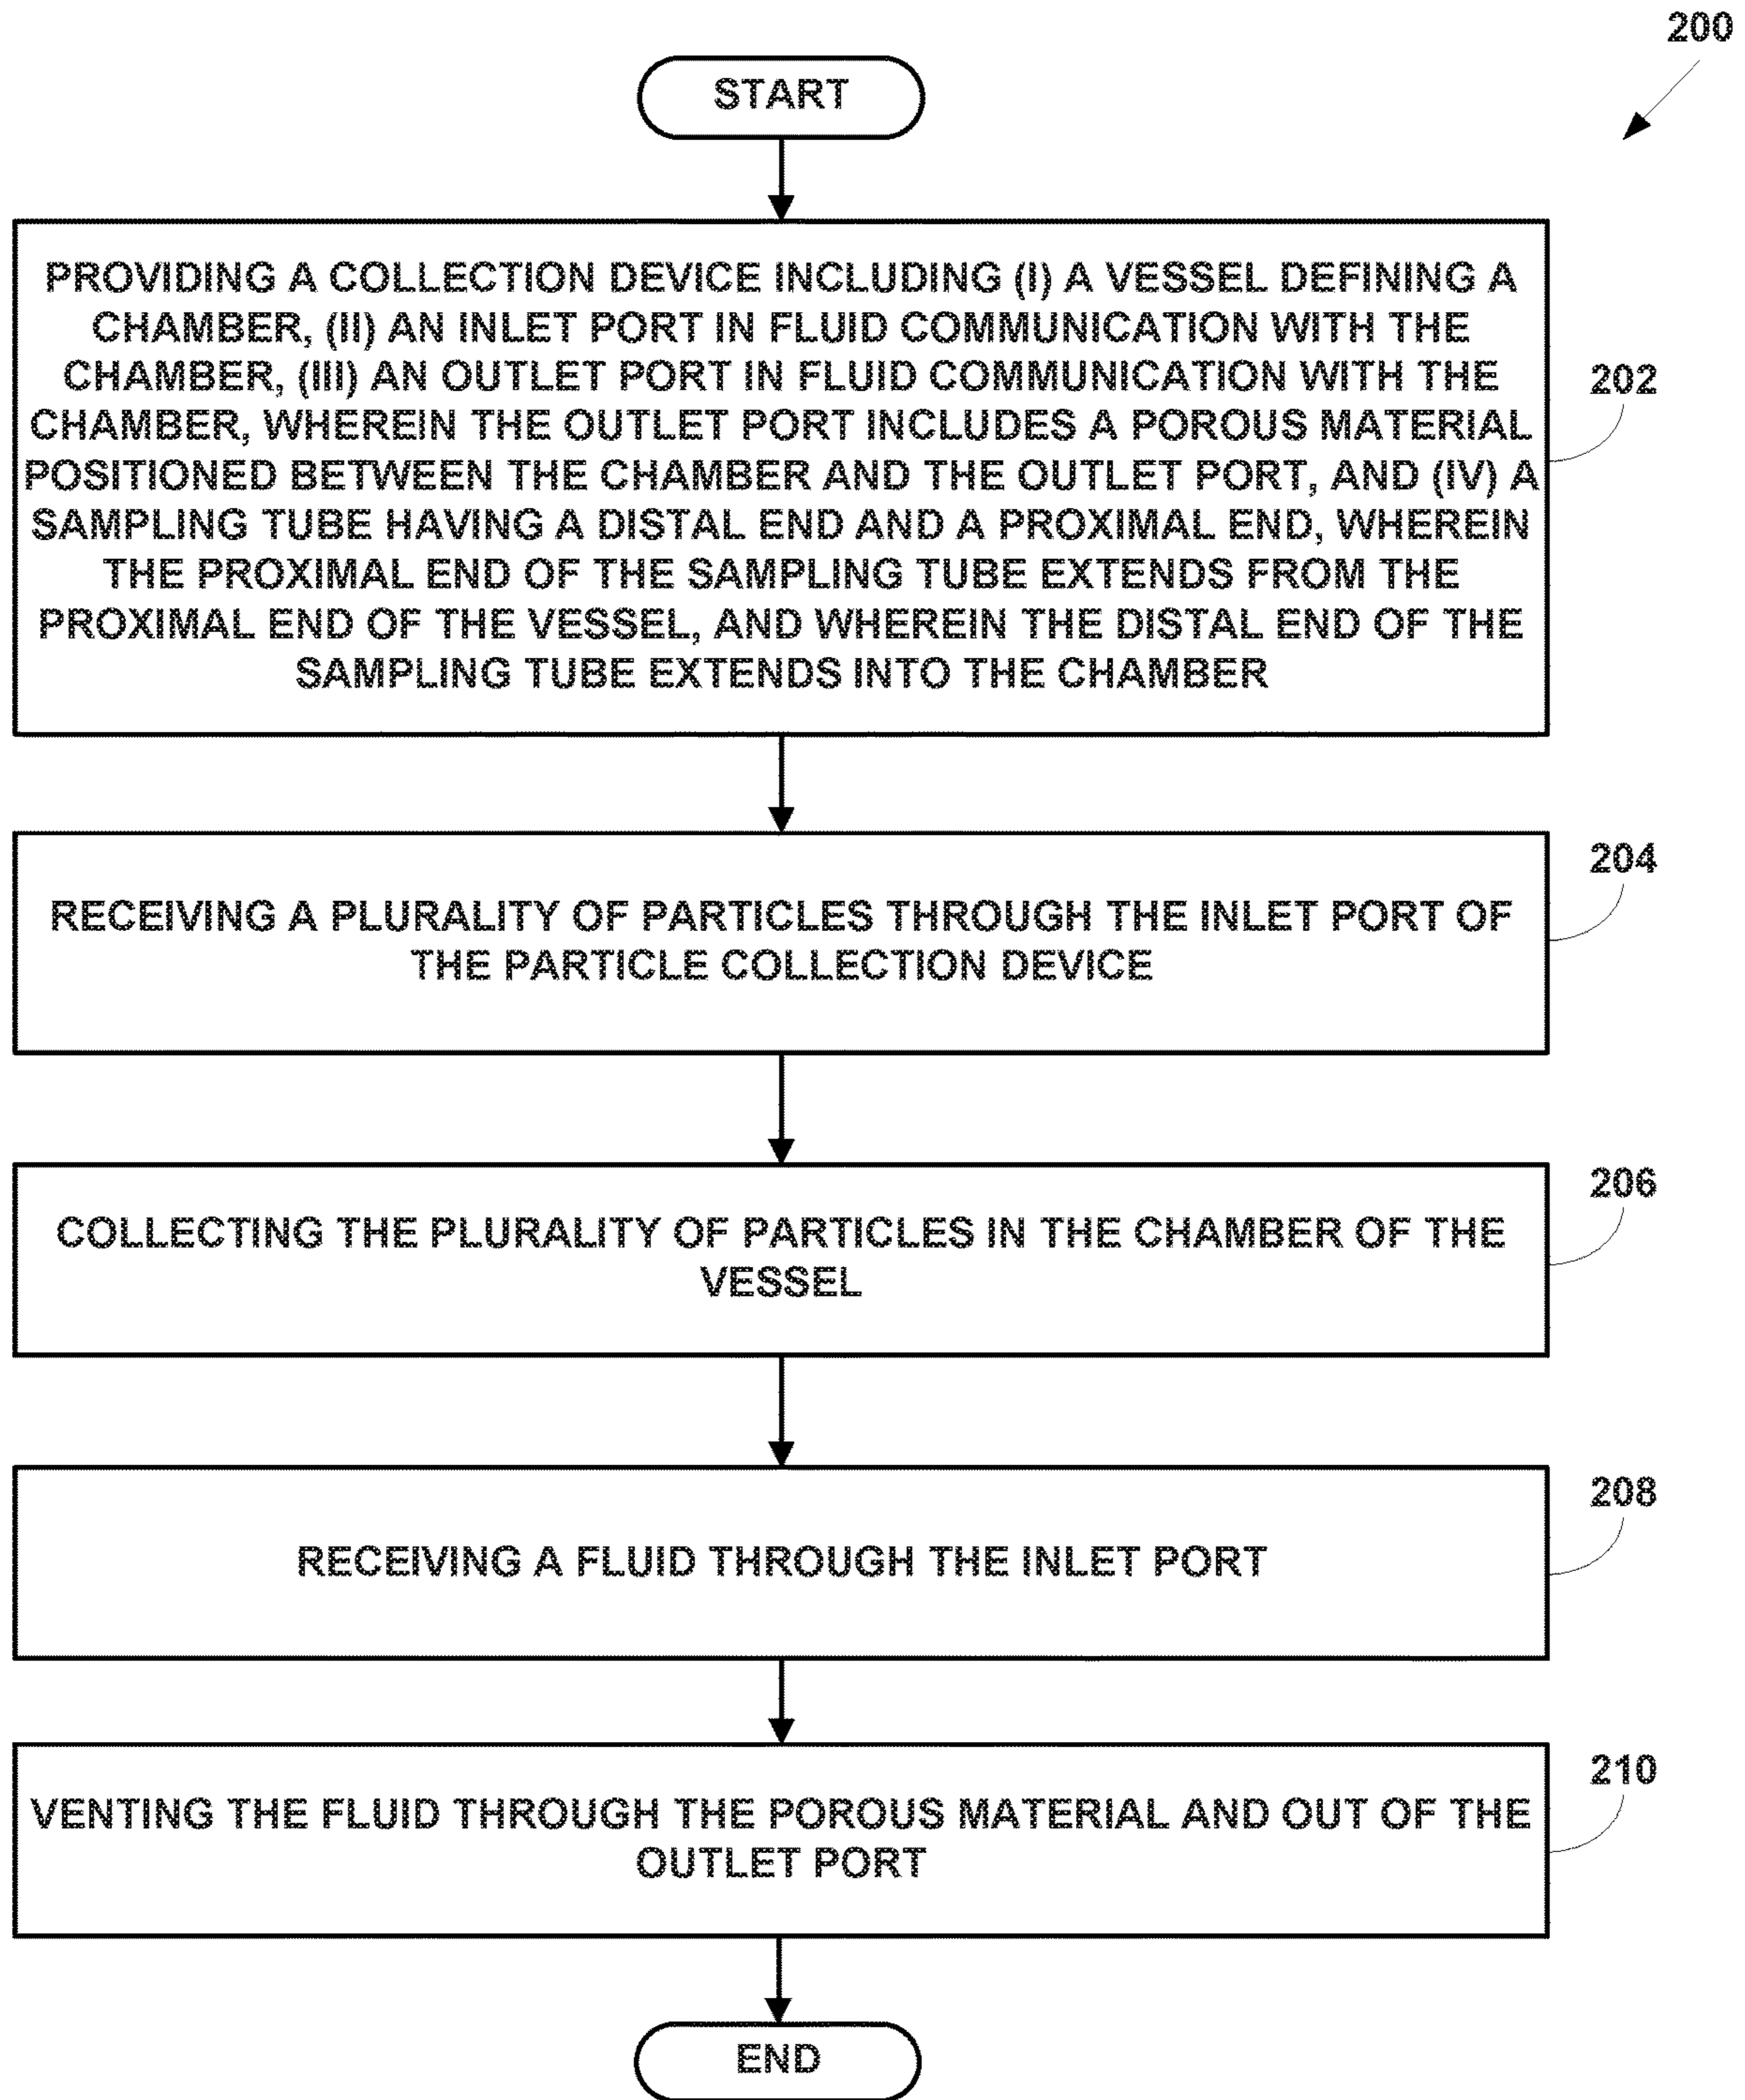 200
START
PROVIDING A COLLECTION DEVICE INCLUDING (I) A VESSEL DEFINING A
CHAMBER, (II) AN INLET PORT IN FLUID COMMUNICATION WITH THE
CHAMBER, (III) AN OUTLET PORT IN FLUID COMMUNICATION WITH THE
CHAMBER, WHEREIN THE OUTLET PORT INCLUDES A POROUS MATERIAL
POSITIONED BETWEEN THE CHAMBER AND THE OUTLET PORT, AND (IV) A
SAMPLING TUBE HAVING A DISTAL END AND A PROXIMAL END, WHEREIN
THE PROXIMAL END OF THE SAMPLING TUBE EXTENDS FROM THE
PROXIMAL END OF THE VESSEL, AND WHEREIN THE DISTAL END OF THE
SAMPLING TUBE EXTENDS INTO THE CHAMBER
202
RECEIVING A PLURALITY OF PARTICLES THROUGH THE INLET PORT OF
THE PARTICLE COLLECTION DEVICE
204
COLLECTING THE PLURALITY OF PARTICLES IN THE CHAMBER OF THE
VESSEL
206
RECEIVING A FLUID THROUGH THE INLET PORT
208
VENTING THE FLUID THROUGH THE POROUS MATERIAL AND OUT OF THE
OUTLET PORT
210
END